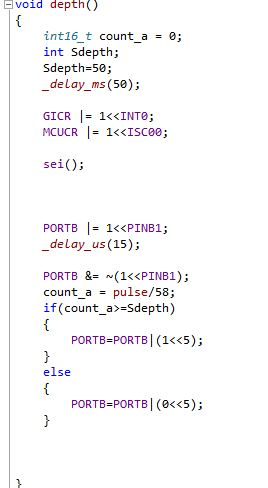 void depth()
{
int16_t count_a = 0;
int Sdepth;
Sdepth=50;
_delay_ms(50);
GICR |= 1<<INT0;
MCUCR |= 1<<ISC00;
sei();
PORTB |= 1<<PINB1;
_delay_us(15);
PORTB &= ~(1<<PINB1);
count_a = pulse/58;
if(count_a>=Sdepth)
{
PORTB=PORTB|(1<<5);
}
else
{
PORTB=PORTB|(0<<5);
}
}